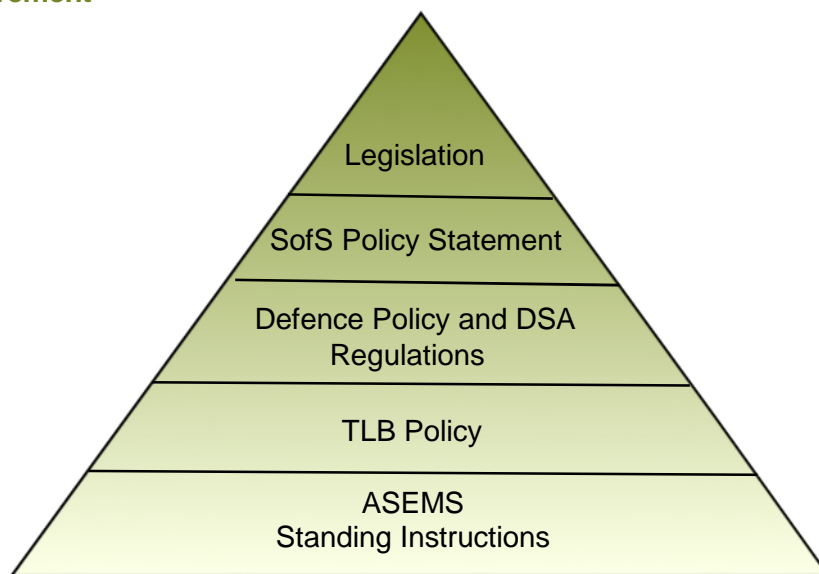 Legislation
SofS Policy Statement
Defence Policy and DSA
Regulations
TLB Policy
ASEMS
Standing Instructions